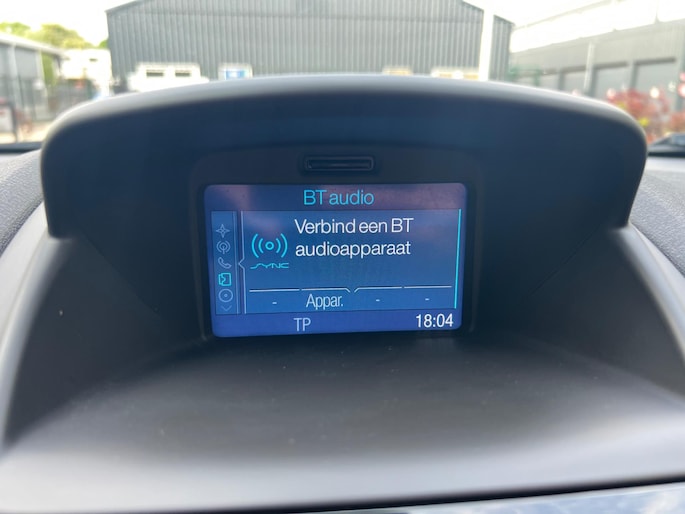 BT audio
Verbind een BT
audioapparaat
SYNC
- Appar. - -
TP 18:04